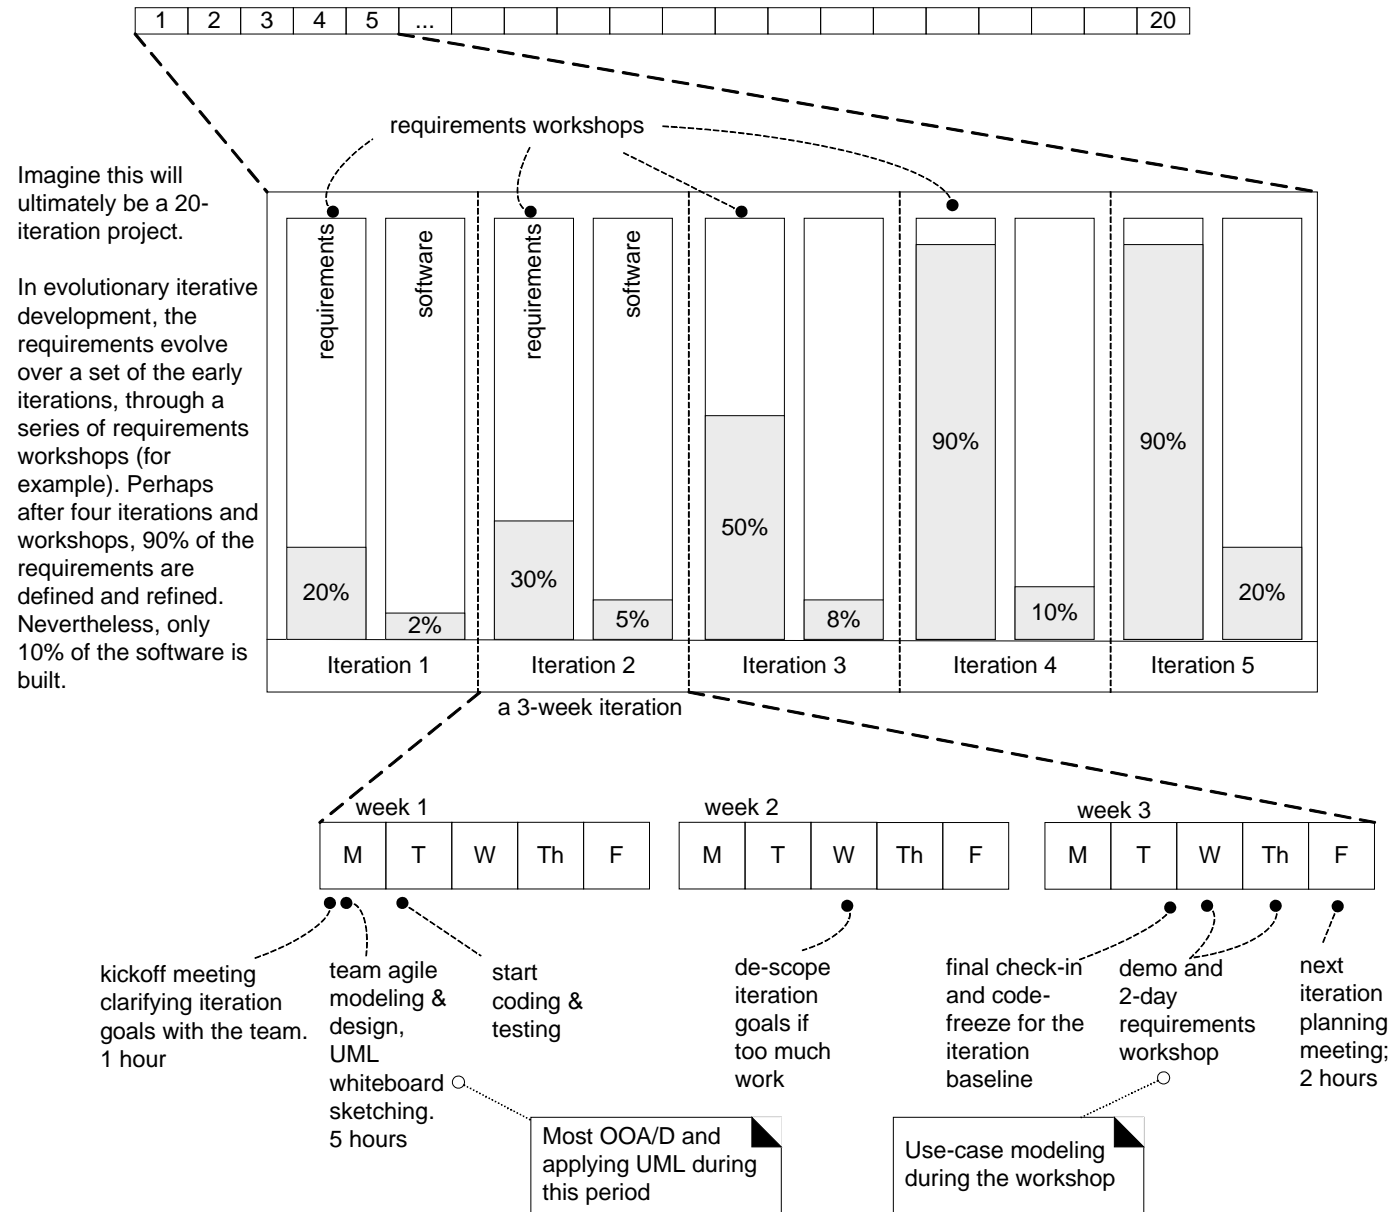 1 2 3 4 5 ... 20
requirements workshops
Imagine this will
ultimately be a 20-
iteration project.
In evolutionary iterative
development, the
requirements evolve
over a set of the early
iterations, through a
series of requirements
workshops (for
example). Perhaps
after four iterations and
workshops, 90% of the
requirements are
defined and refined.
Nevertheless, only
10% of the software is
built.
requirements
software
requirements
software
20%
2%
30%
5%
50%
8%
90%
10%
90%
20%
Iteration 1
Iteration 2
Iteration 3
Iteration 4
Iteration 5
a 3-week iteration
week 1
M T W Th F
week 2
M T W Th F
week 3
M T W Th F
kickoff meeting
clarifying iteration
goals with the team.
1 hour
team agile
modeling &
design,
UML
whiteboard
sketching.
5 hours
start
coding &
testing
de-scope
iteration
goals if
too much
work
final check-in
and code-
freeze for the
iteration
baseline
demo and
2-day
requirements
workshop
next
iteration
planning
meeting;
2 hours
Most OOA/D and
applying UML during
this period
Use-case modeling
during the workshop